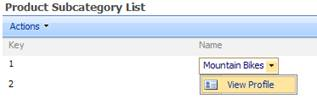 Product Subcategory List
Actions
Key Name
1 Mountain Bikes
2 View Profile